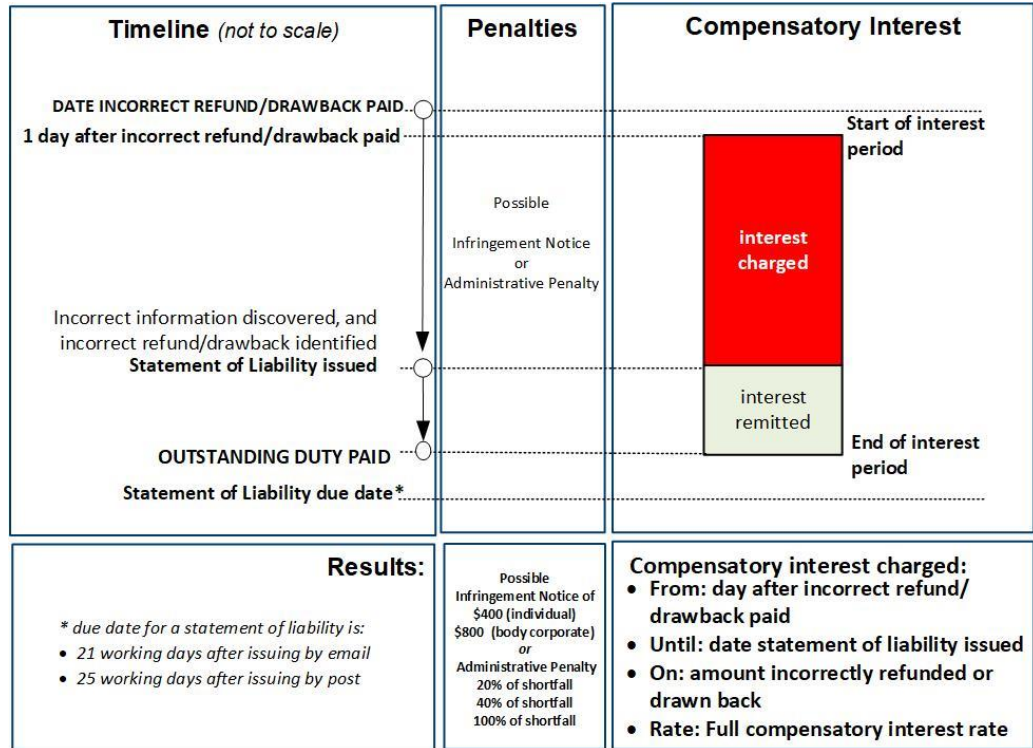 Timeline (not to scale)
DATE INCORRECT REFUND/DRAWBACK PAID
1 day after incorrect refund/drawback paid
Incorrect information discovered, and
incorrect refund/drawback identified
Statement of Liability issued
OUTSTANDING DUTY PAID
Statement of Liability due date*
Penalties
Possible
Infringement Notice
or
Administrative Penalty
Compensatory Interest
Start of interest
period
interest
charged
interest
remitted
End of interest
period
Results:
* due date for a statement of liability is:
• 21 working days after issuing by email
• 25 working days after issuing by post
Possible
Infringement Notice of
$400 (individual)
$800 (body corporate)
or
Administrative Penalty
20% of shortfall
40% of shortfall
100% of shortfall
Compensatory interest charged:
• From: day after incorrect refund/
drawback paid
• Until: date statement of liability issued
• On: amount incorrectly refunded or
drawn back
• Rate: Full compensatory interest rate